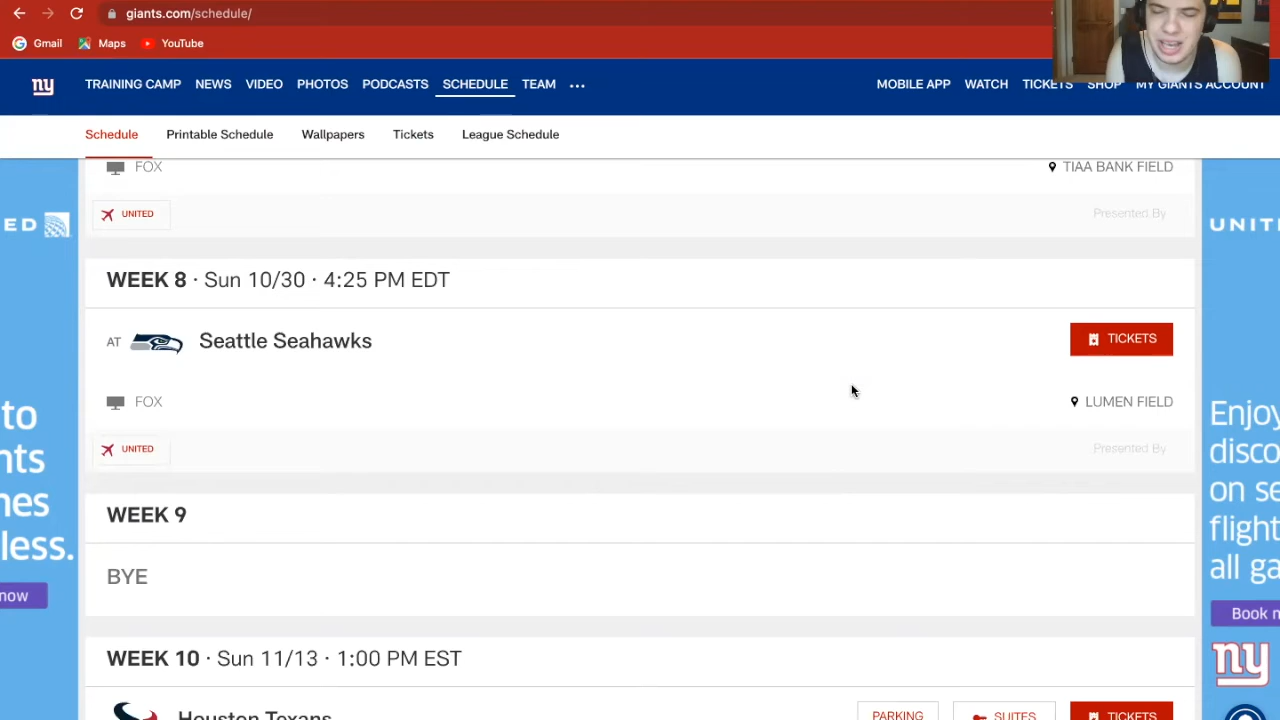 giants.com/schedule/
Gmail Maps YouTube
ny TRAINING CAMP NEWS VIDEO PHOTOS PODCASTS SCHEDULE TEAM ••• MOBILE APP WATCH TICKETS SHOP MY GIANTS ACCOUNT
Schedule Printable Schedule Wallpapers Tickets League Schedule
FOX TIAA BANK FIELD
UNITED Presented By
WEEK 8 · Sun 10/30 · 4:25 PM EDT
AT Seattle Seahawks TICKETS
FOX LUMEN FIELD
UNITED Presented By
WEEK 9
BYE
WEEK 10 · Sun 11/13 · 1:00 PM EST
Houston Texans PARKING SUITES TICKETS
ED
to
nts
nes
less.
now
UNIT
Enjoy
disco
on se
flight
all ga
Book n
ny